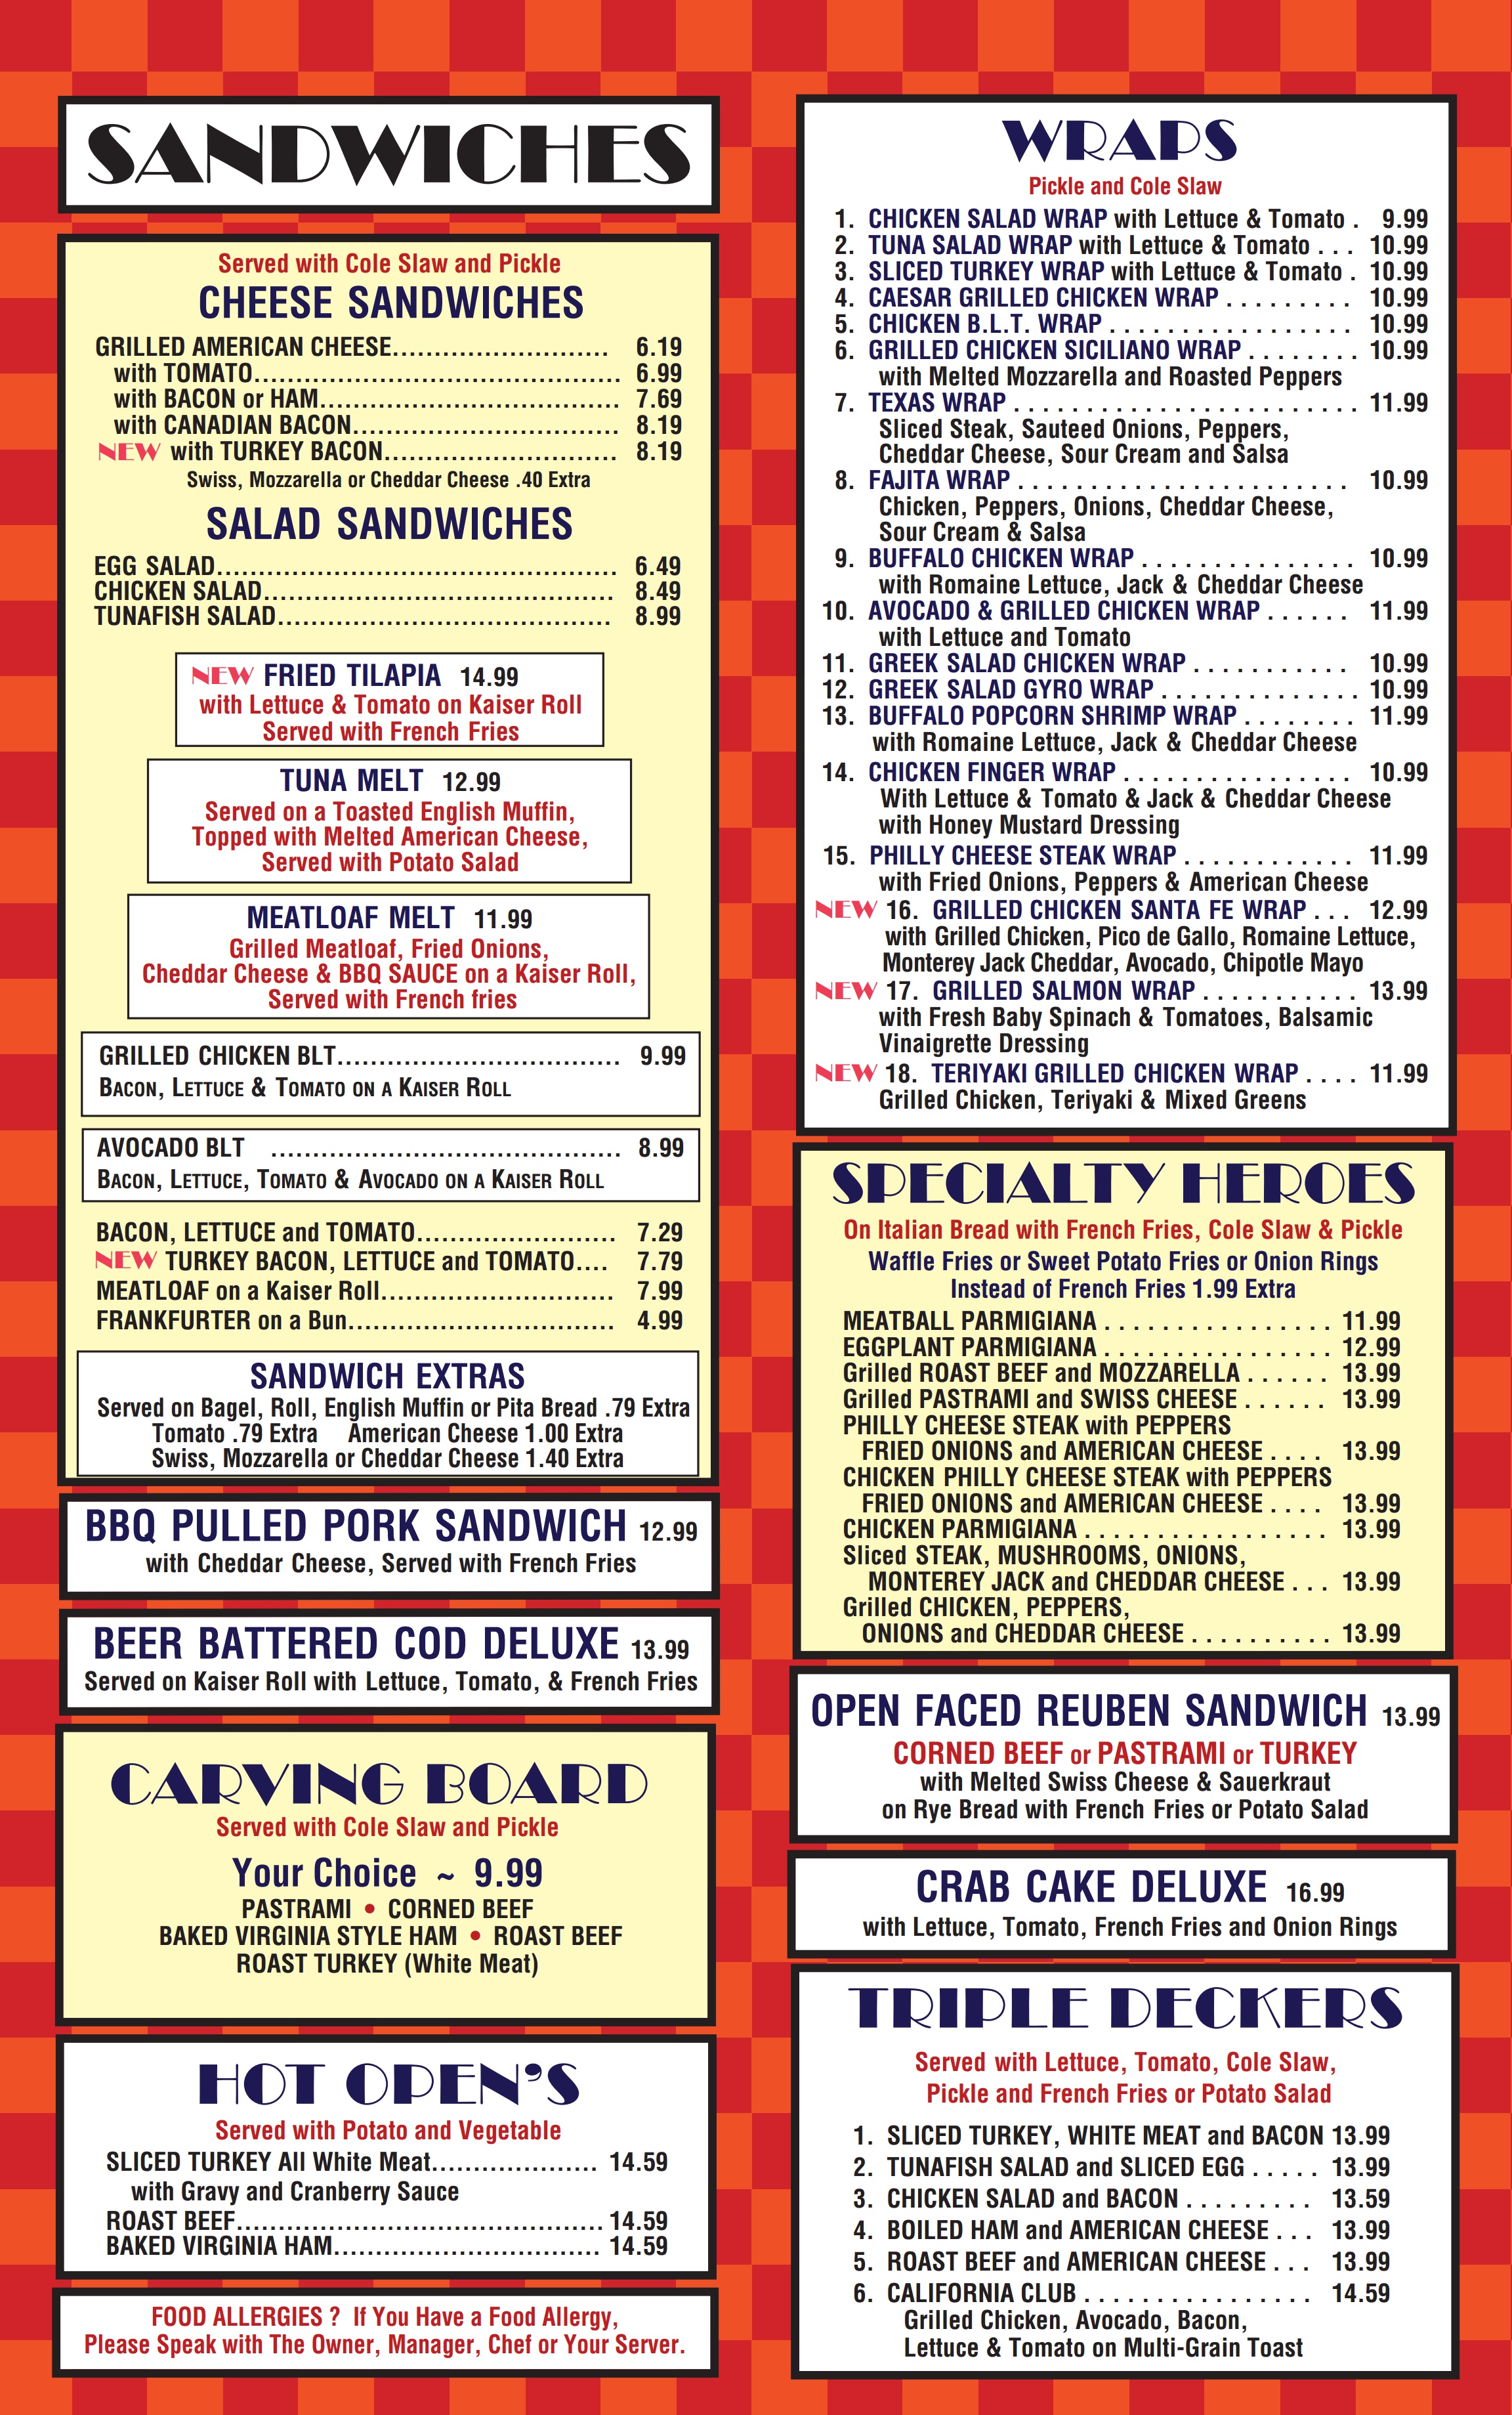 SANDWICHES
Served with Cole Slaw and Pickle
CHEESE SANDWICHES
GRILLED AMERICAN CHEESE.......................... 6.19
with TOMATO............................................ 6.99
with BACON or HAM.................................... 7.69
with CANADIAN BACON................................ 8.19
NEW with TURKEY BACON............................ 8.19
Swiss, Mozzarella or Cheddar Cheese .40 Extra
SALAD SANDWICHES
EGG SALAD................................................ 6.49
CHICKEN SALAD.......................................... 8.49
TUNAFISH SALAD........................................ 8.99
NEW FRIED TILAPIA 14.99
with Lettuce & Tomato on Kaiser Roll
Served with French Fries
TUNA MELT 12.99
Served on a Toasted English Muffin,
Topped with Melted American Cheese,
Served with Potato Salad
MEATLOAF MELT 11.99
Grilled Meatloaf, Fried Onions,
Cheddar Cheese & BBQ SAUCE on a Kaiser Roll,
Served with French fries
GRILLED CHICKEN BLT.................................. 9.99
BACON, LETTUCE & TOMATO ON A KAISER ROLL
AVOCADO BLT ............................................. 8.99
BACON, LETTUCE, TOMATO & AVOCADO ON A KAISER ROLL
BACON, LETTUCE and TOMATO........................ 7.29
NEW TURKEY BACON, LETTUCE and TOMATO.... 7.79
MEATLOAF on a Kaiser Roll............................ 7.99
FRANKFURTER on a Bun................................ 4.99
SANDWICH EXTRAS
Served on Bagel, Roll, English Muffin or Pita Bread .79 Extra
Tomato .79 Extra American Cheese 1.00 Extra
Swiss, Mozzarella or Cheddar Cheese 1.40 Extra
BBQ PULLED PORK SANDWICH 12.99
with Cheddar Cheese, Served with French Fries
BEER BATTERED COD DELUXE 13.99
Served on Kaiser Roll with Lettuce, Tomato, & French Fries
CARVING BOARD
Served with Cole Slaw and Pickle
Your Choice ~ 9.99
PASTRAMI • CORNED BEEF
BAKED VIRGINIA STYLE HAM • ROAST BEEF
ROAST TURKEY (White Meat)
HOT OPEN'S
Served with Potato and Vegetable
SLICED TURKEY All White Meat.................... 14.59
with Gravy and Cranberry Sauce
ROAST BEEF............................................ 14.59
BAKED VIRGINIA HAM................................ 14.59
FOOD ALLERGIES ? If You Have a Food Allergy,
Please Speak with The Owner, Manager, Chef or Your Server.
WRAPS
Pickle and Cole Slaw
1. CHICKEN SALAD WRAP with Lettuce & Tomato . 9.99
2. TUNA SALAD WRAP with Lettuce & Tomato . . . 10.99
3. SLICED TURKEY WRAP with Lettuce & Tomato . 10.99
4. CAESAR GRILLED CHICKEN WRAP . . . . . . . . . 10.99
5. CHICKEN B.L.T. WRAP . . . . . . . . . . . . . . . . . 10.99
6. GRILLED CHICKEN SICILIANO WRAP . . . . . . . . 10.99
with Melted Mozzarella and Roasted Peppers
7. TEXAS WRAP . . . . . . . . . . . . . . . . . . . . . . . . 11.99
Sliced Steak, Sauteed Onions, Peppers,
Cheddar Cheese, Sour Cream and Salsa
8. FAJITA WRAP . . . . . . . . . . . . . . . . . . . . . . . 10.99
Chicken, Peppers, Onions, Cheddar Cheese,
Sour Cream & Salsa
9. BUFFALO CHICKEN WRAP . . . . . . . . . . . . . . . 10.99
with Romaine Lettuce, Jack & Cheddar Cheese
10. AVOCADO & GRILLED CHICKEN WRAP . . . . . . 11.99
with Lettuce and Tomato
11. GREEK SALAD CHICKEN WRAP . . . . . . . . . . . 10.99
12. GREEK SALAD GYRO WRAP . . . . . . . . . . . . . . 10.99
13. BUFFALO POPCORN SHRIMP WRAP . . . . . . . . 11.99
with Romaine Lettuce, Jack & Cheddar Cheese
14. CHICKEN FINGER WRAP . . . . . . . . . . . . . . . . 10.99
With Lettuce & Tomato & Jack & Cheddar Cheese
with Honey Mustard Dressing
15. PHILLY CHEESE STEAK WRAP . . . . . . . . . . . . 11.99
with Fried Onions, Peppers & American Cheese
NEW 16. GRILLED CHICKEN SANTA FE WRAP . . . 12.99
with Grilled Chicken, Pico de Gallo, Romaine Lettuce,
Monterey Jack Cheddar, Avocado, Chipotle Mayo
NEW 17. GRILLED SALMON WRAP . . . . . . . . . . . 13.99
with Fresh Baby Spinach & Tomatoes, Balsamic
Vinaigrette Dressing
NEW 18. TERIYAKI GRILLED CHICKEN WRAP . . . . 11.99
Grilled Chicken, Teriyaki & Mixed Greens
SPECIALTY HEROES
On Italian Bread with French Fries, Cole Slaw & Pickle
Waffle Fries or Sweet Potato Fries or Onion Rings
Instead of French Fries 1.99 Extra
MEATBALL PARMIGIANA . . . . . . . . . . . . . . . . 11.99
EGGPLANT PARMIGIANA . . . . . . . . . . . . . . . . 12.99
Grilled ROAST BEEF and MOZZARELLA . . . . . . 13.99
Grilled PASTRAMI and SWISS CHEESE . . . . . . 13.99
PHILLY CHEESE STEAK with PEPPERS
FRIED ONIONS and AMERICAN CHEESE . . . . 13.99
CHICKEN PHILLY CHEESE STEAK with PEPPERS
FRIED ONIONS and AMERICAN CHEESE . . . . 13.99
CHICKEN PARMIGIANA . . . . . . . . . . . . . . . . . 13.99
Sliced STEAK, MUSHROOMS, ONIONS,
MONTEREY JACK and CHEDDAR CHEESE . . . 13.99
Grilled CHICKEN, PEPPERS,
ONIONS and CHEDDAR CHEESE . . . . . . . . . . 13.99
OPEN FACED REUBEN SANDWICH 13.99
CORNED BEEF or PASTRAMI or TURKEY
with Melted Swiss Cheese & Sauerkraut
on Rye Bread with French Fries or Potato Salad
CRAB CAKE DELUXE 16.99
with Lettuce, Tomato, French Fries and Onion Rings
TRIPLE DECKERS
Served with Lettuce, Tomato, Cole Slaw,
Pickle and French Fries or Potato Salad
1. SLICED TURKEY, WHITE MEAT and BACON 13.99
2. TUNAFISH SALAD and SLICED EGG . . . . . 13.99
3. CHICKEN SALAD and BACON . . . . . . . . . 13.59
4. BOILED HAM and AMERICAN CHEESE . . . 13.99
5. ROAST BEEF and AMERICAN CHEESE . . . 13.99
6. CALIFORNIA CLUB . . . . . . . . . . . . . . . . 14.59
Grilled Chicken, Avocado, Bacon,
Lettuce & Tomato on Multi-Grain Toast